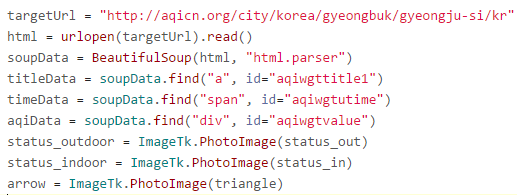 targetUrl = "http://aqicn.org/city/korea/gyeongbuk/gyeongju-si/kr"
html = urlopen(targetUrl).read()
soupData = BeautifulSoup(html, "html.parser")
titleData = soupData.find("a", id="aqiwgttitle1")
timeData = soupData.find("span", id="aqiwgtutime")
aqiData = soupData.find("div", id="aqiwgtvalue")
status_outdoor = ImageTk.PhotoImage(status_out)
status_indoor = ImageTk.PhotoImage(status_in)
arrow = ImageTk.PhotoImage(triangle)